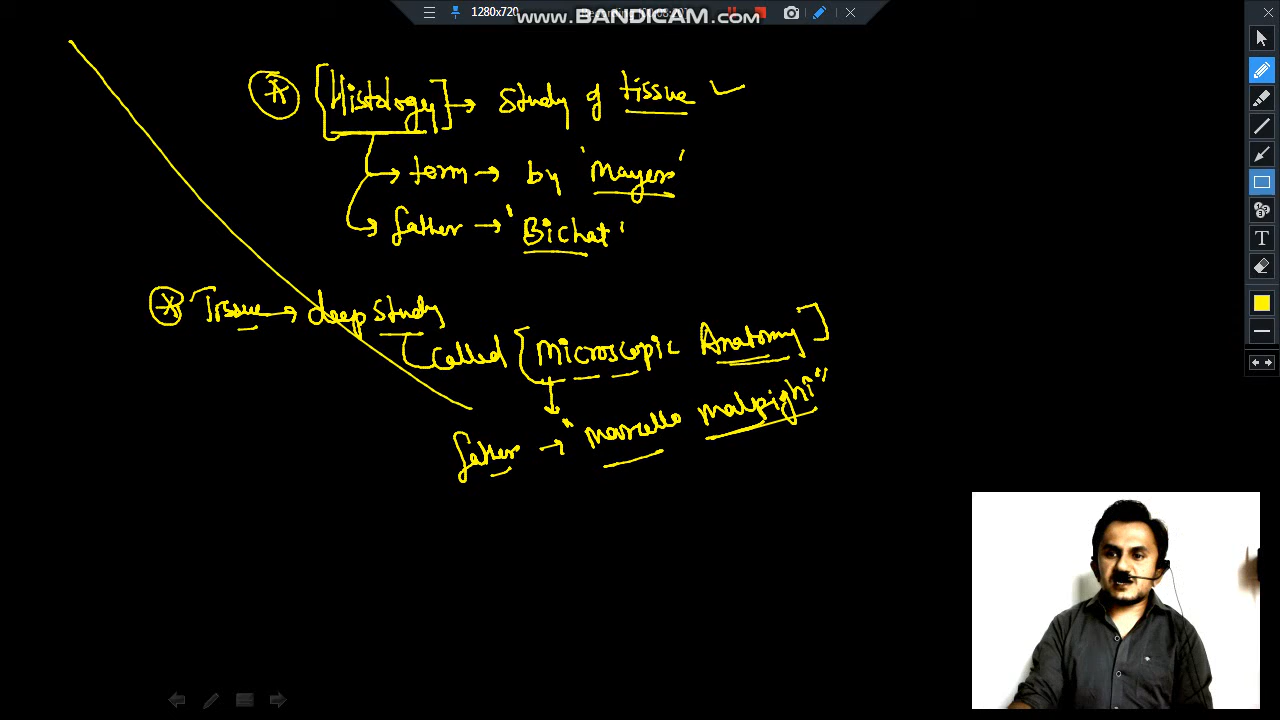 1280x720
www.BANDICAM.com
[Histology] → study of tissue ✓
→ term → by 'Mayer'
→ father → 'Bichat'
Tissue → deep study
Called [Microscopic Anatomy]
father → "marcello malpighi"
T